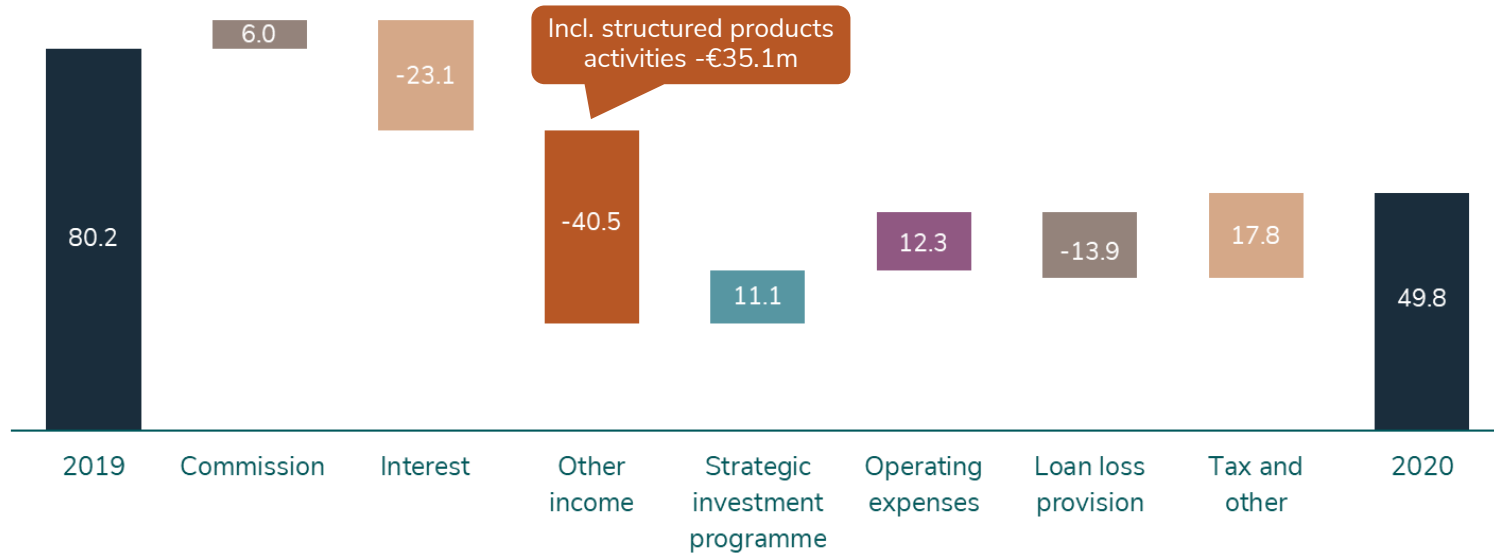 Incl. structured products
activities -€35.1m
80.2
6.0
-23.1
-40.5
11.1
12.3
-13.9
17.8
49.8
2019
Commission
Interest
Other
income
Strategic
investment
programme
Operating
expenses
Loan loss
provision
Tax and
other
2020